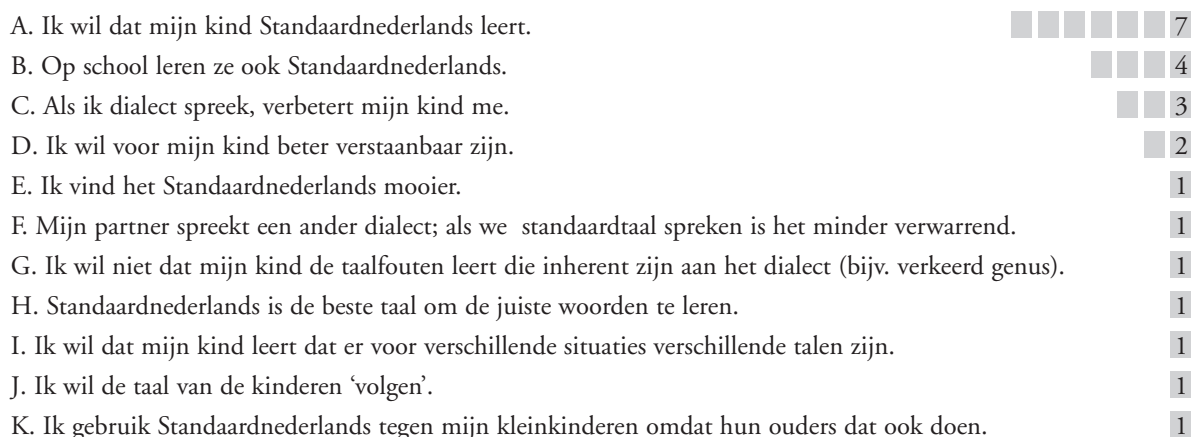 A. Ik wil dat mijn kind Standaardnederlands leert. 7
B. Op school leren ze ook Standaardnederlands. 4
C. Als ik dialect spreek, verbetert mijn kind me. 3
D. Ik wil voor mijn kind beter verstaanbaar zijn. 2
E. Ik vind het Standaardnederlands mooier. 1
F. Mijn partner spreekt een ander dialect; als we standaardtaal spreken is het minder verwarrend. 1
G. Ik wil niet dat mijn kind de taalfouten leert die inherent zijn aan het dialect (bijv. verkeerd genus). 1
H. Standaardnederlands is de beste taal om de juiste woorden te leren. 1
I. Ik wil dat mijn kind leert dat er voor verschillende situaties verschillende talen zijn. 1
J. Ik wil de taal van de kinderen ‘volgen’. 1
K. Ik gebruik Standaardnederlands tegen mijn kleinkinderen omdat hun ouders dat ook doen. 1